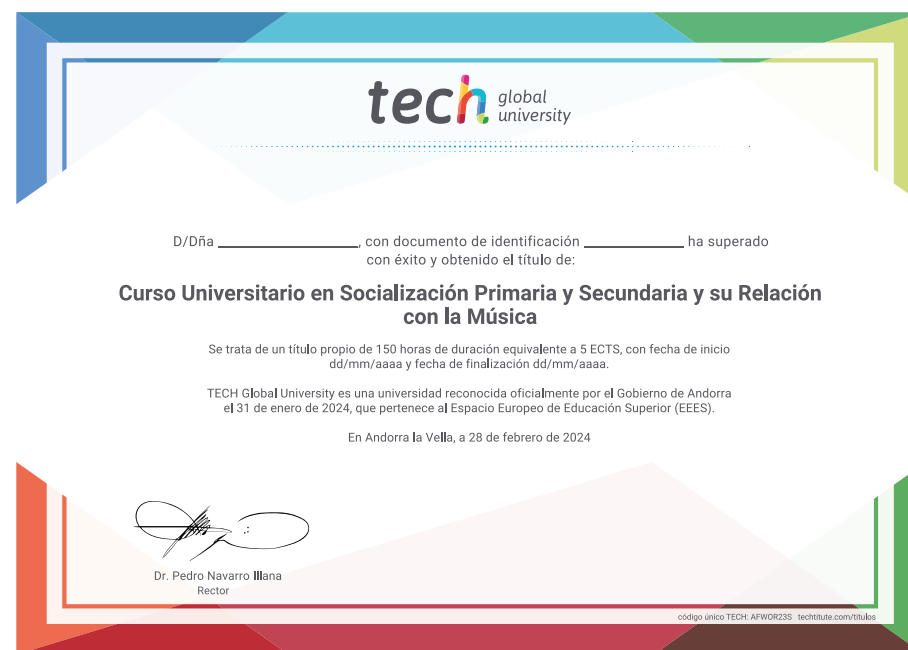 tech global university
D/Dña ____________________, con documento de identificación ______________ ha superado
con éxito y obtenido el título de:
Curso Universitario en Socialización Primaria y Secundaria y su Relación
con la Música
Se trata de un título propio de 150 horas de duración equivalente a 5 ECTS, con fecha de inicio
dd/mm/aaaa y fecha de finalización dd/mm/aaaa.
TECH Global University es una universidad reconocida oficialmente por el Gobierno de Andorra
el 31 de enero de 2024, que pertenece al Espacio Europeo de Educación Superior (EEES).
En Andorra la Vella, a 28 de febrero de 2024
Dr. Pedro Navarro Illana
Rector
código único TECH: AFWOR23S techtitute.com/titulos